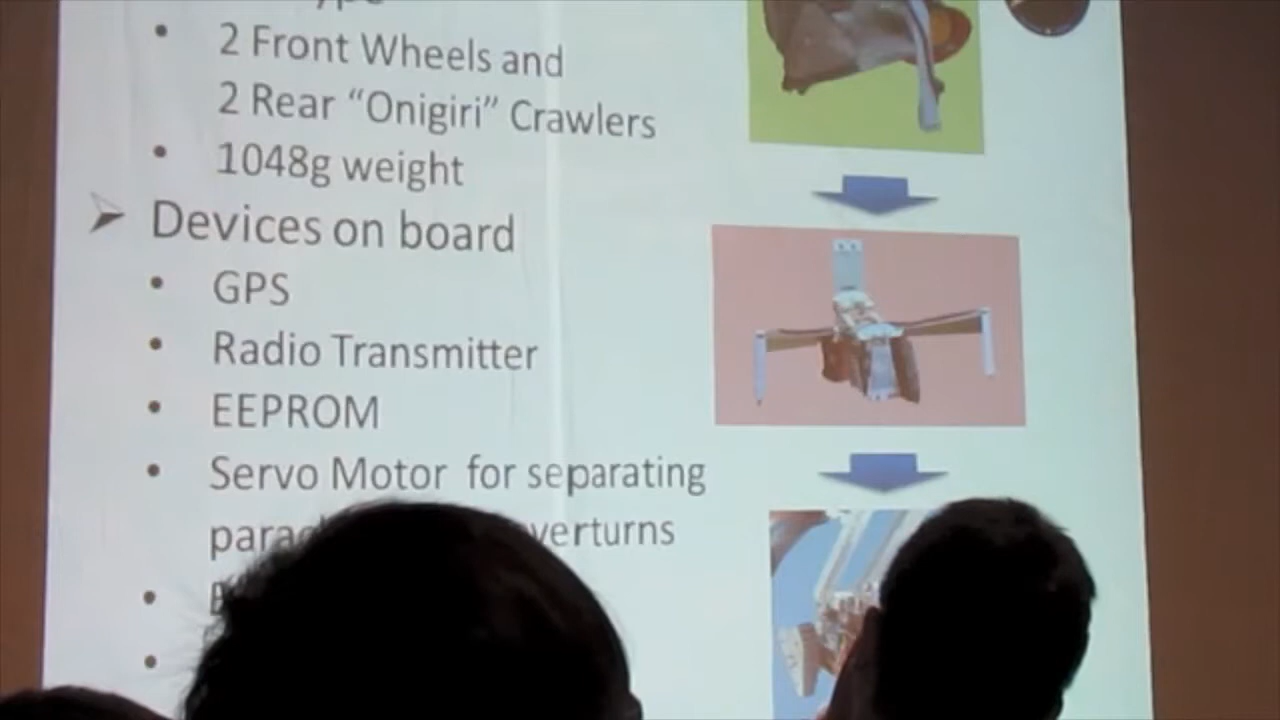 2 Front Wheels and
2 Rear "Onigiri" Crawlers
1048g weight
Devices on board
GPS
Radio Transmitter
EEPROM
Servo Motor for separating